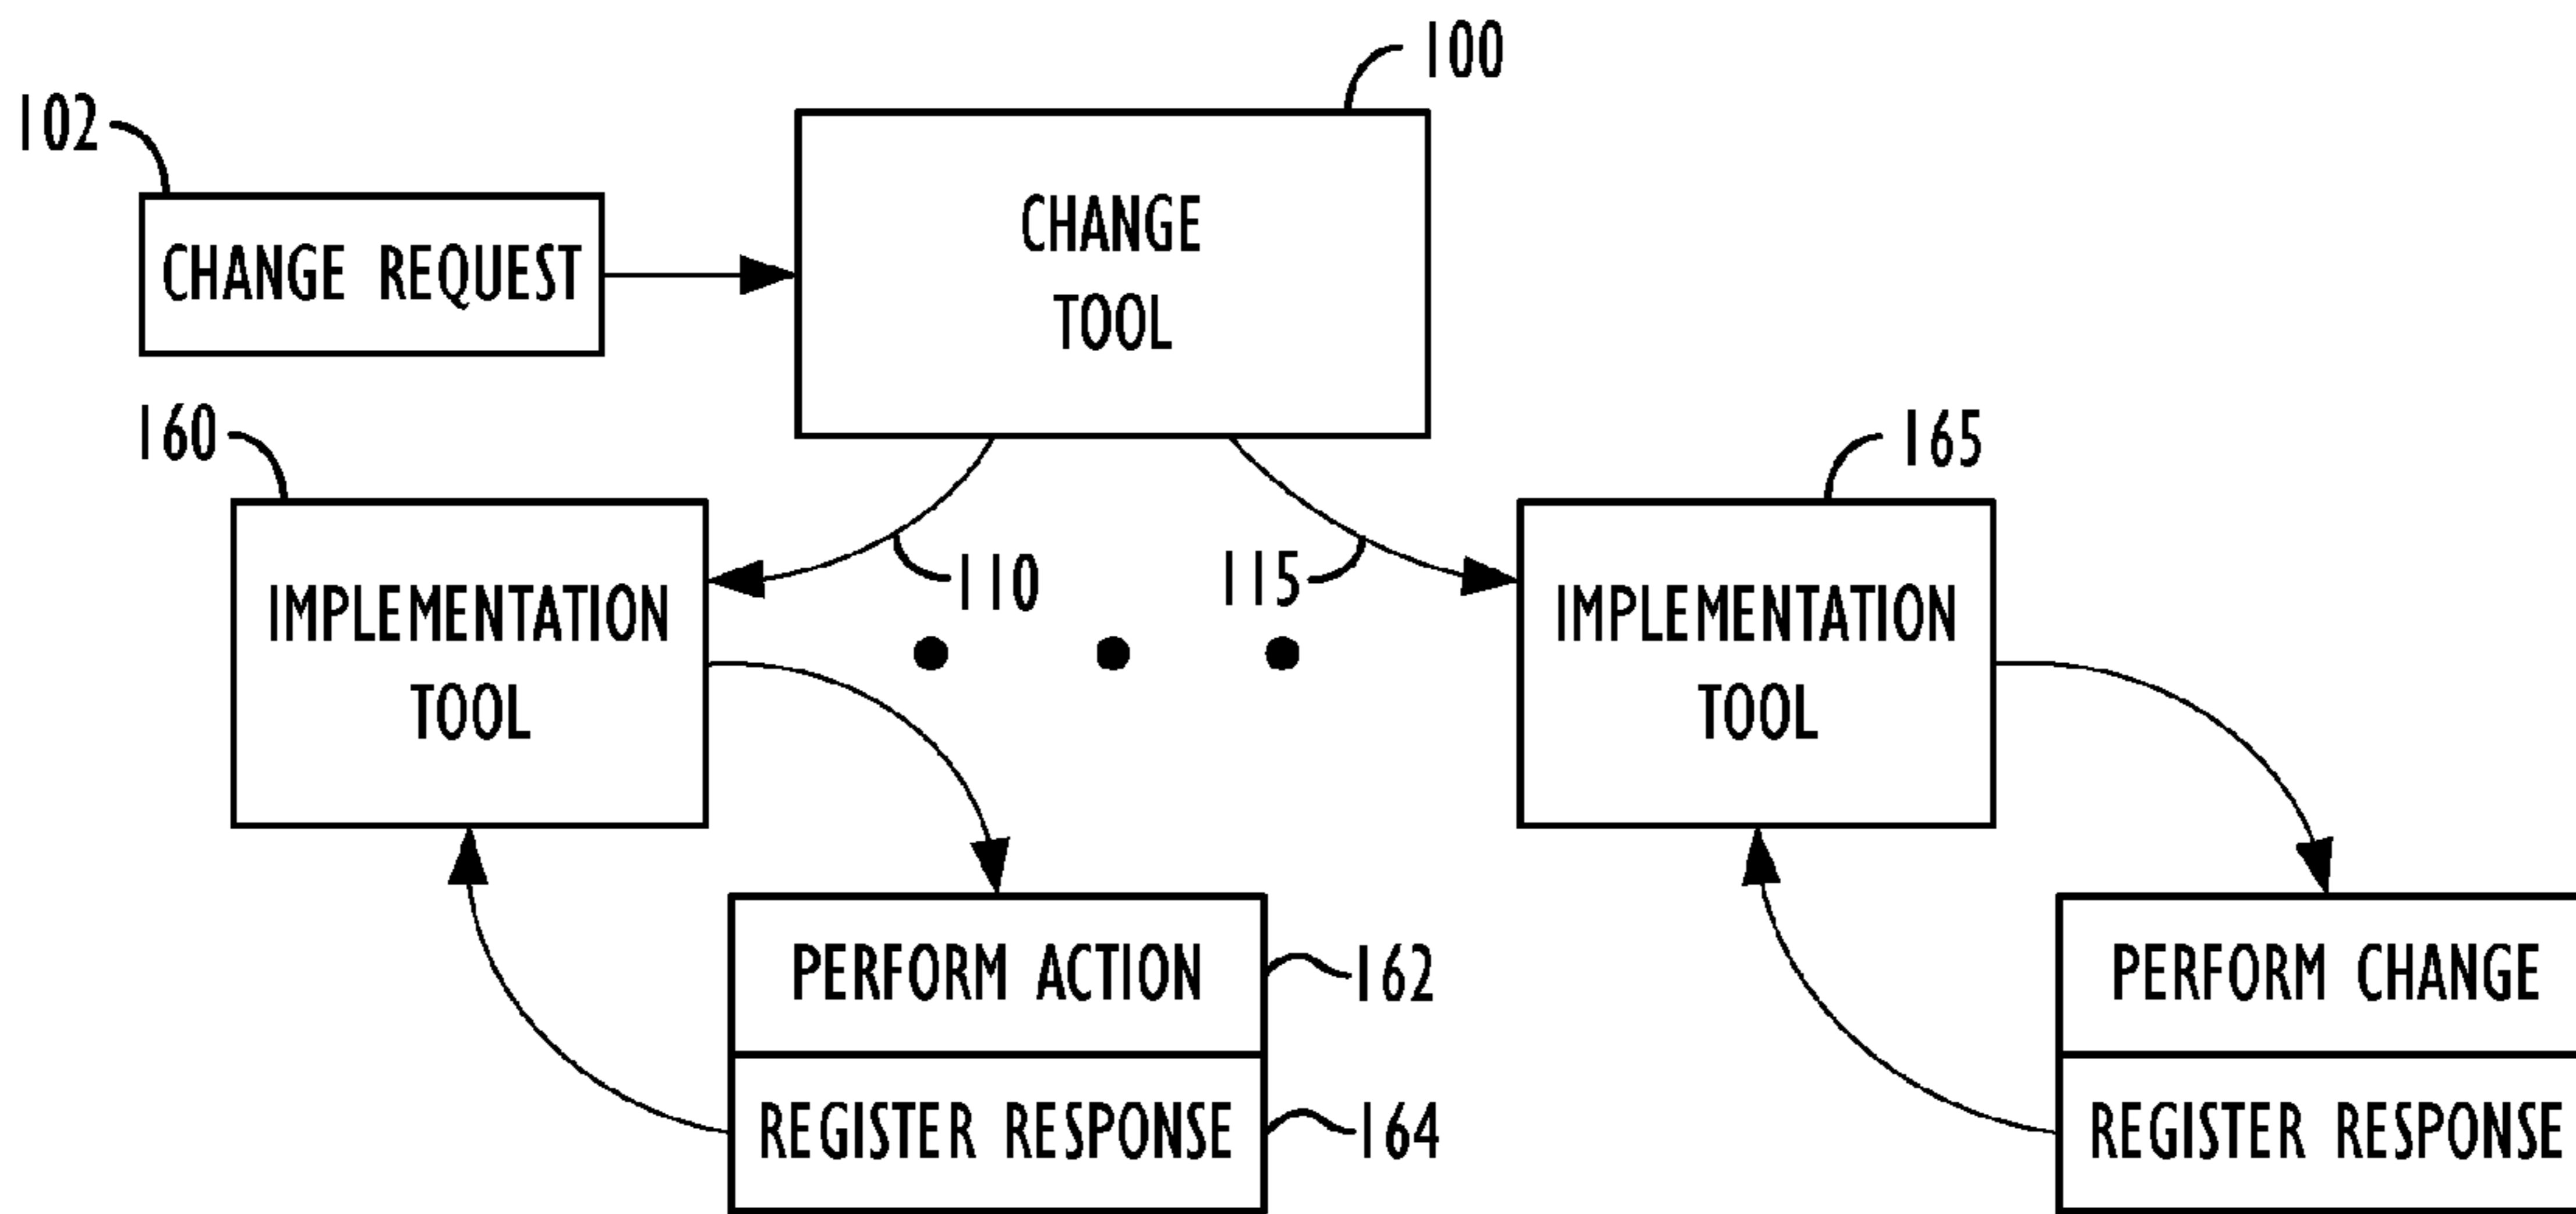 100
102
CHANGE
TOOL
CHANGE REQUEST
160
165
110
115
IMPLEMENTATION
TOOL
IMPLEMENTATION
TOOL
PERFORM ACTION
162
PERFORM CHANGE
REGISTER RESPONSE
164
REGISTER RESPONSE